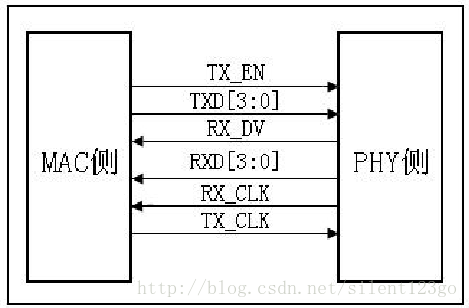 TX_EN
TXD[3:0]
RX_DV
MAC侧
RXD[3:0]
PHY侧
RX_CLK
TX_CLK
http://blog.csdn.net/silent123go